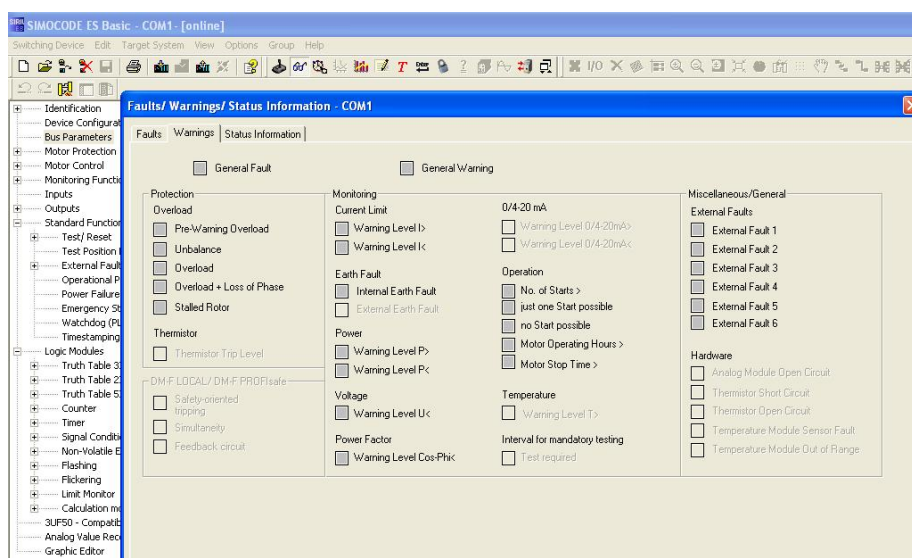 SIMOCODE ES Basic - COM1- [online]
Switching Device Edit Target System View Options Group Help
Identification
Device Configurat
Bus Parameters
Motor Protection
Motor Control
Monitoring Functio
Inputs
Outputs
Standard Function
Test/ Reset
Test Position
External Fault
Operational P
Power Failure
Emergency St
Watchdog (PL
Timestamping
Logic Modules
Truth Table 3
Truth Table 2
Truth Table 5
Counter
Timer
Signal Conditi
Non-Volatile E
Flashing
Flickering
Limit Monitor
Calculation mo
3UF50 - Compatib
Analog Value Reco
Graphic Editor
Faults/ Warnings/ Status Information - COM1
Faults Warnings Status Information
General Fault
General Warning
Protection
Overload
Pre-Warning Overload
Unbalance
Overload
Overload + Loss of Phase
Stalled Rotor
Thermistor
Thermistor Trip Level
DM-F LOCAL/ DM-F PROFIsafe
Safety-oriented
tripping
Simultaneity
Feedback circuit
Monitoring
Current Limit
Warning Level I>
Warning Level I<
Earth Fault
Internal Earth Fault
External Earth Fault
Power
Warning Level P>
Warning Level P<
Voltage
Warning Level U<
Power Factor
Warning Level Cos-Phi<
0/4-20 mA
Warning Level 0/4-20mA>
Warning Level 0/4-20mA<
Operation
No. of Starts >
just one Start possible
no Start possible
Motor Operating Hours >
Motor Stop Time >
Temperature
Warning Level T>
Interval for mandatory testing
Test required
Miscellaneous/General
External Faults
External Fault 1
External Fault 2
External Fault 3
External Fault 4
External Fault 5
External Fault 6
Hardware
Analog Module Open Circuit
Thermistor Short Circuit
Thermistor Open Circuit
Temperature Module Sensor Fault
Temperature Module Out of Range